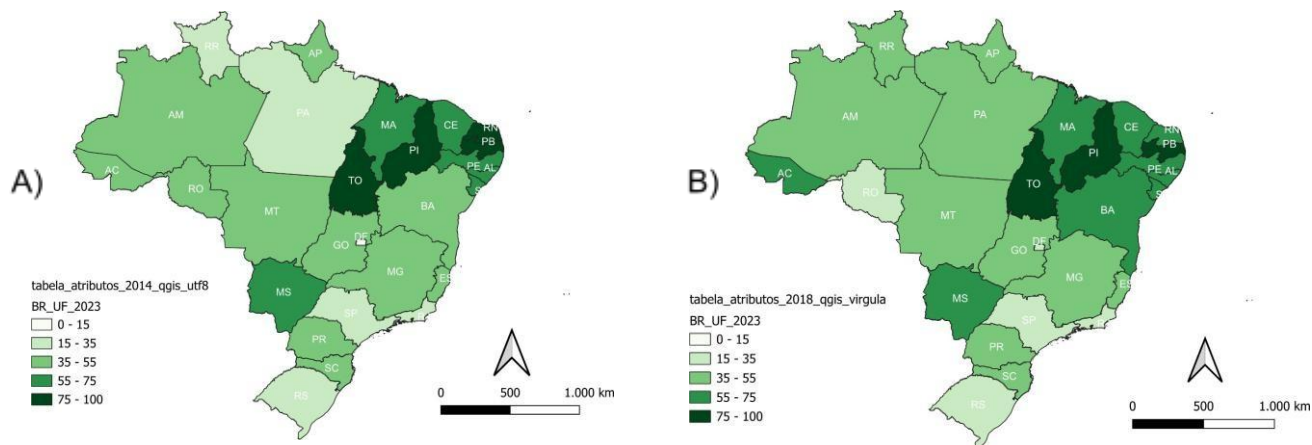 A)
RR
AP
AM
PA
MA
CE
RN
PB
PI
PE
AL
AC
TO
RO
BA
MT
DF
GO
MG
ES
MS
SP
PR
SC
RS
tabela_atributos_2014_qgis_utf8
BR_UF_2023
0 - 15
15 - 35
35 - 55
55 - 75
75 - 100
0 500 1.000 km
B)
RR
AP
AM
PA
MA
CE
RN
PB
PI
PE
AL
AC
TO
RO
BA
MT
DF
GO
MG
ES
MS
SP
PR
SC
RS
tabela_atributos_2018_qgis_virgula
BR_UF_2023
0 - 15
15 - 35
35 - 55
55 - 75
75 - 100
0 500 1.000 km